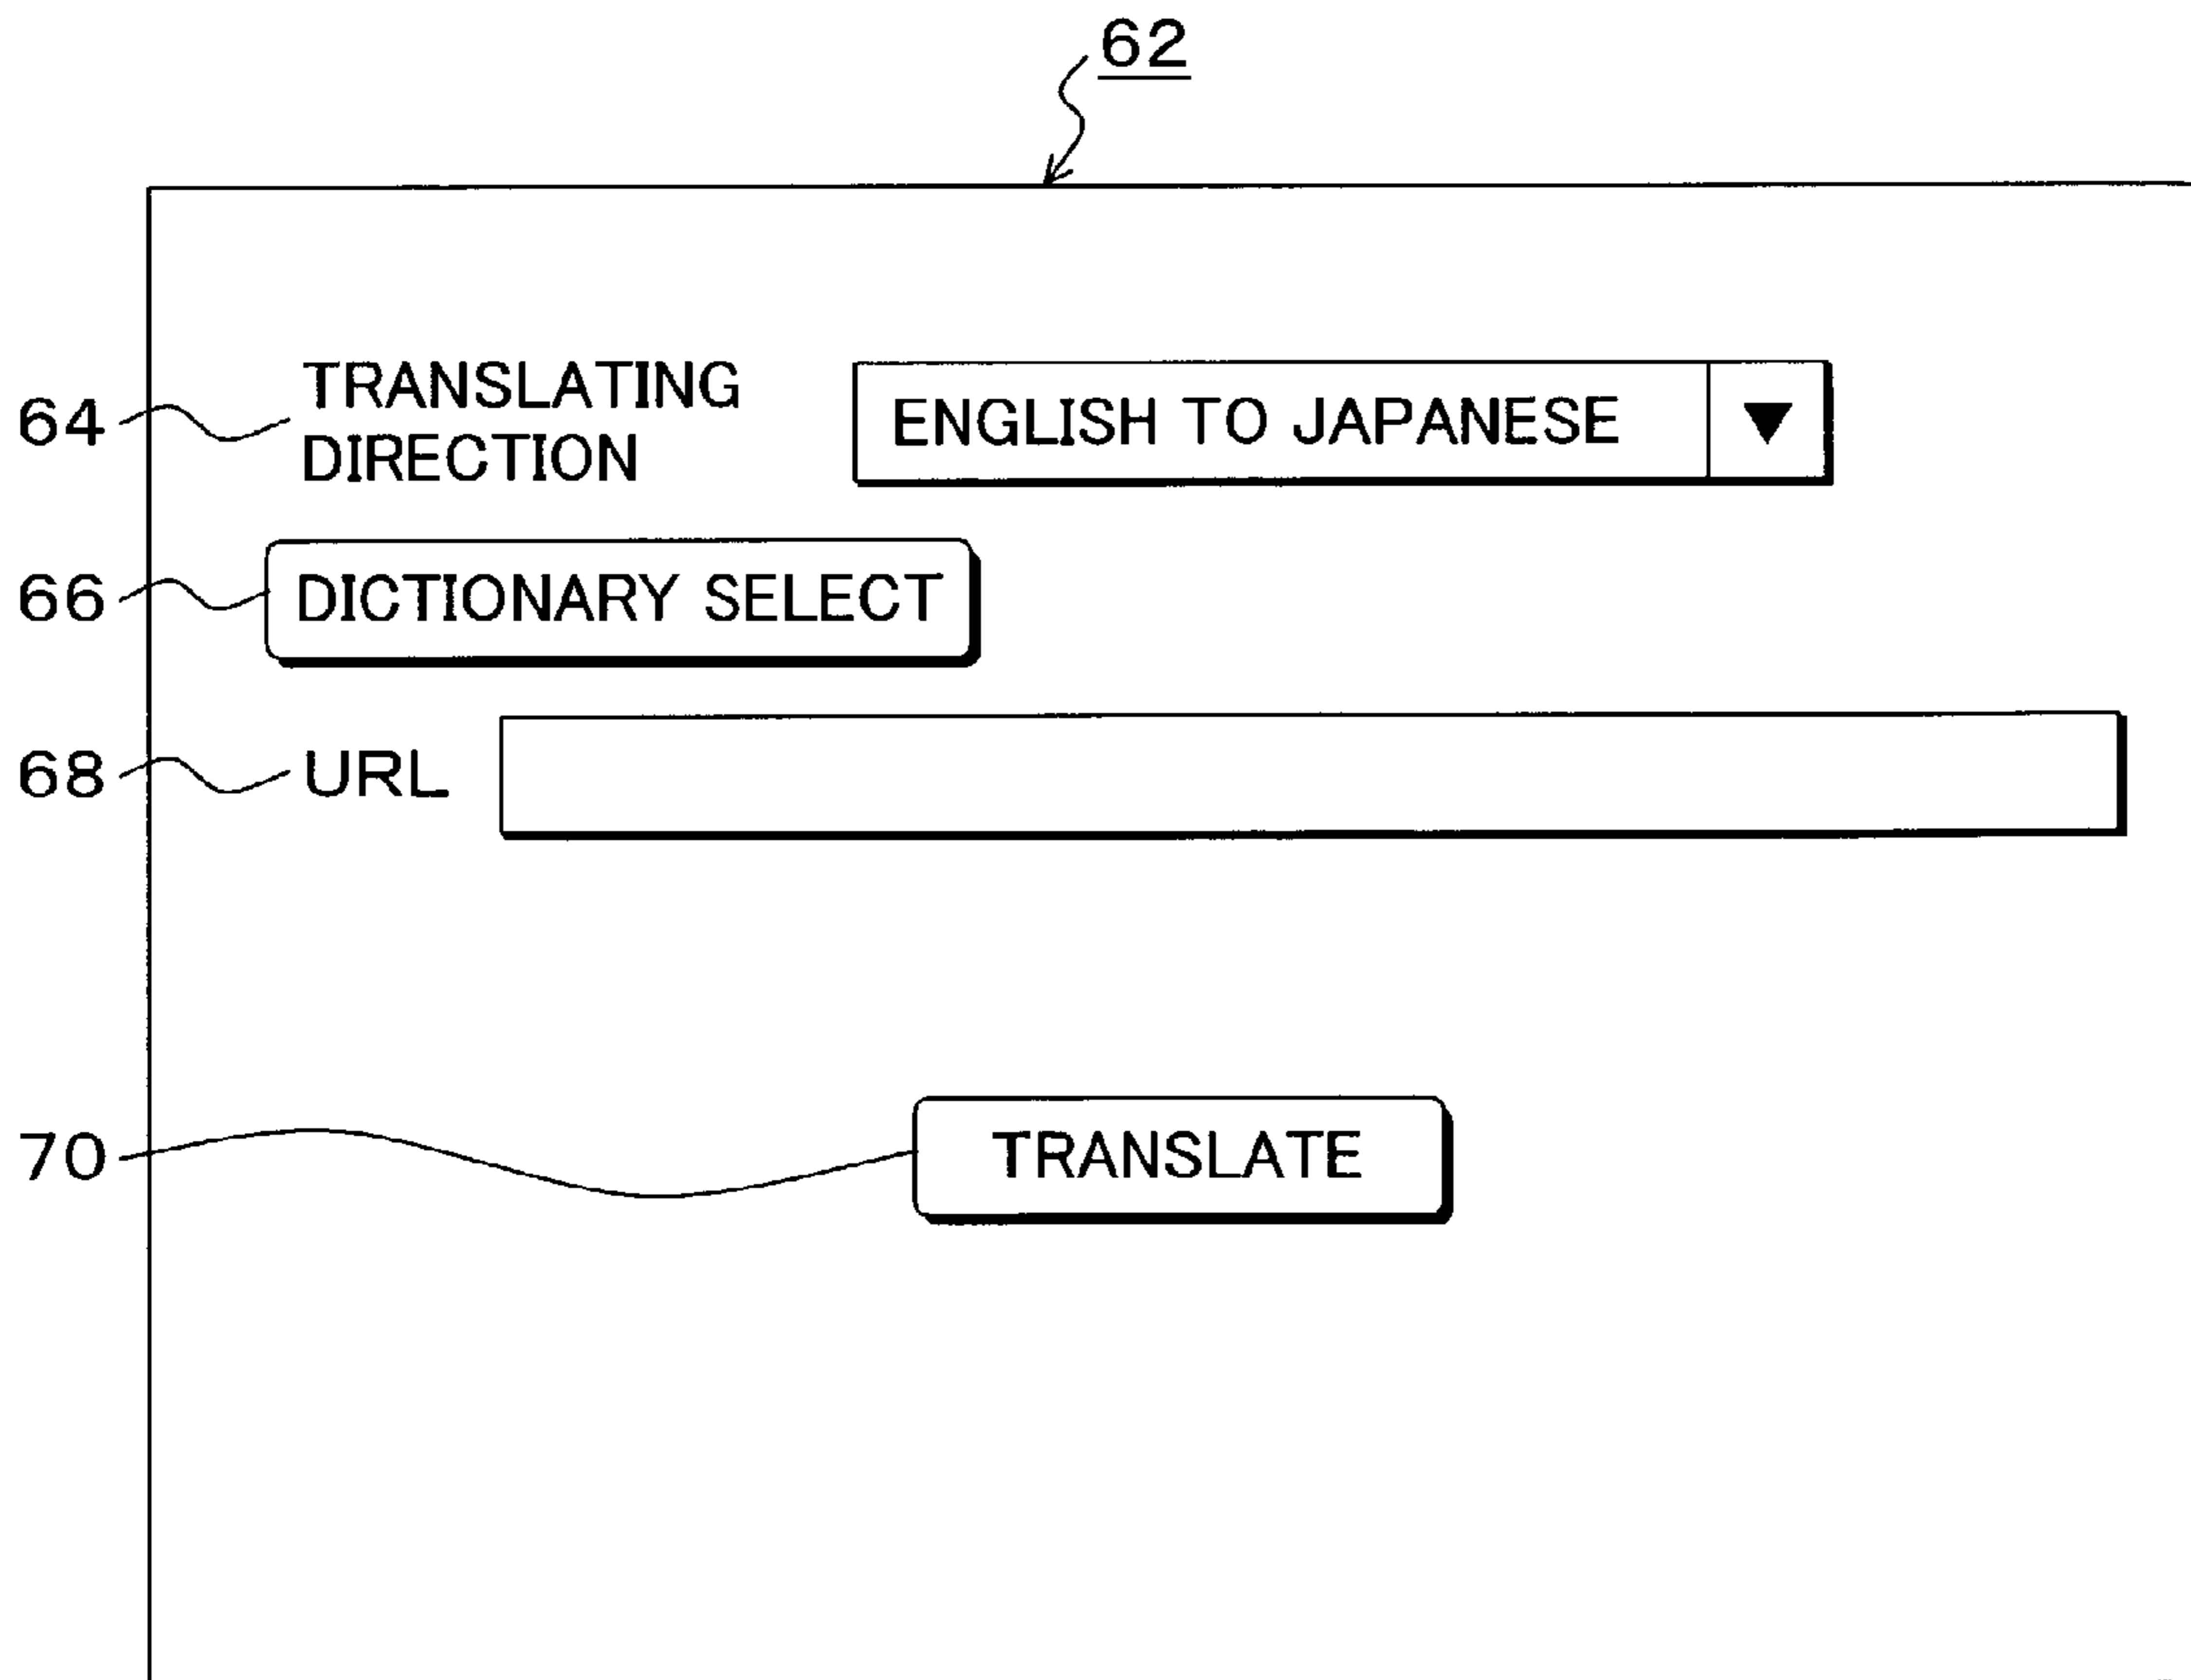 62
64 TRANSLATING DIRECTION ENGLISH TO JAPANESE ▼
66 DICTIONARY SELECT
68 URL
70 TRANSLATE